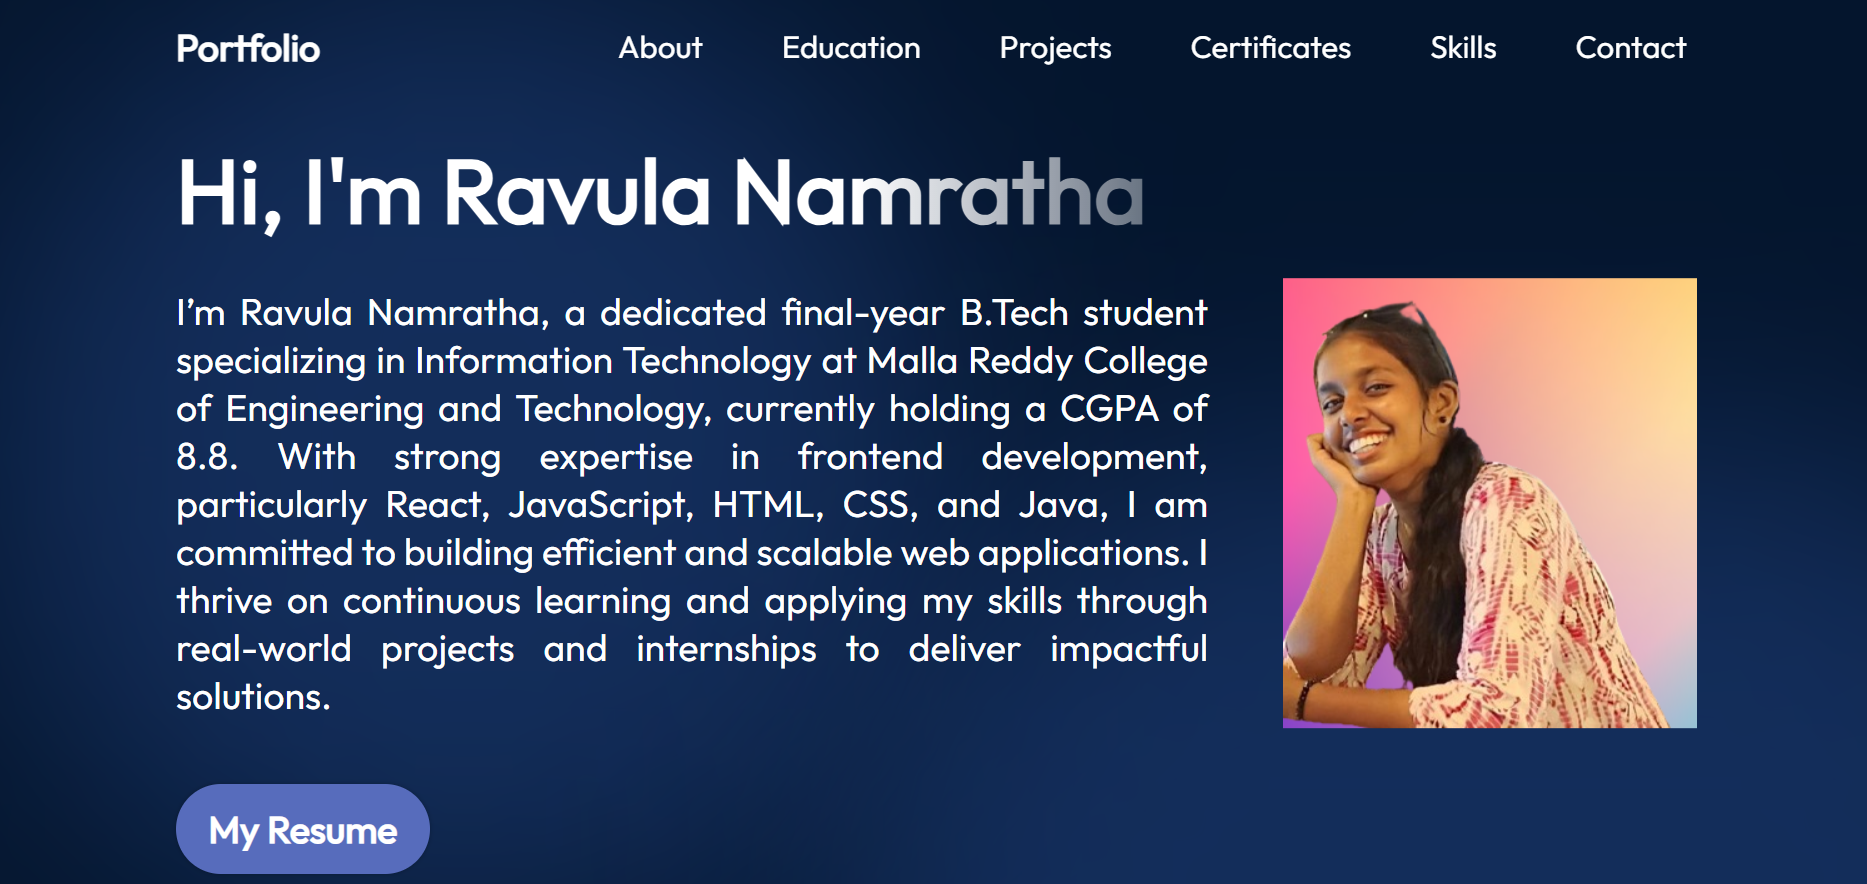 Portfolio
About
Education
Projects
Certificates
Skills
Contact
Hi, I'm Ravula Namratha
I’m Ravula Namratha, a dedicated final-year B.Tech student
specializing in Information Technology at Malla Reddy College
of Engineering and Technology, currently holding a CGPA of
8.8. With strong expertise in frontend development,
particularly React, JavaScript, HTML, CSS, and Java, I am
committed to building efficient and scalable web applications. I
thrive on continuous learning and applying my skills through
real-world projects and internships to deliver impactful
solutions.
My Resume